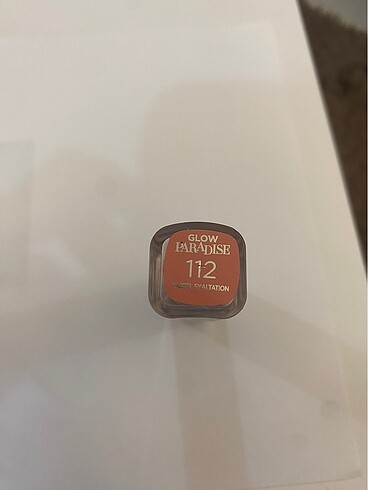 GLOW
PARADISE
112
EXALTATION